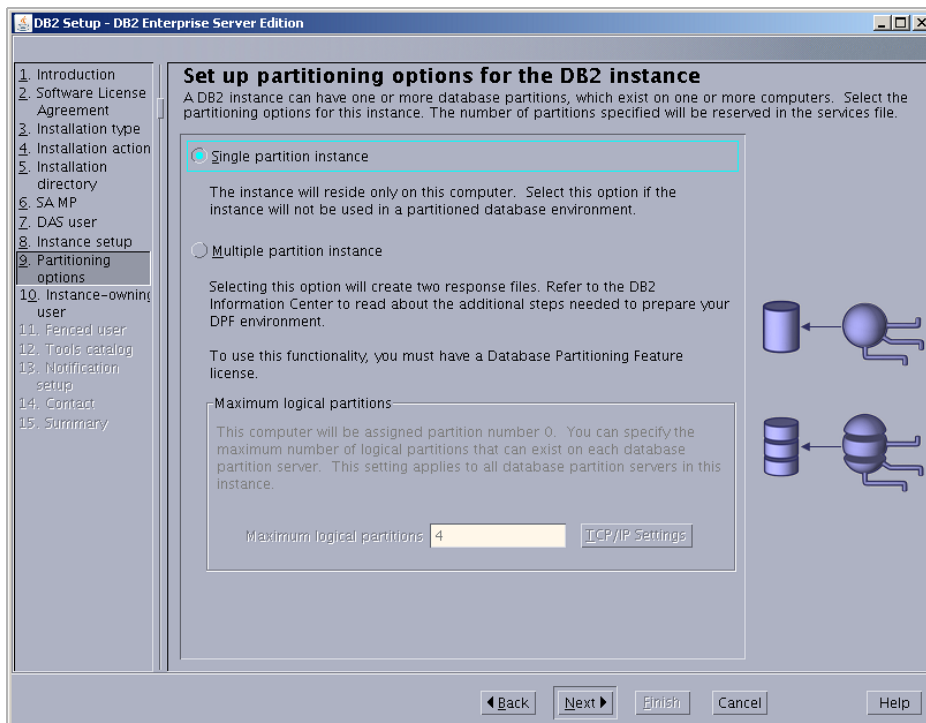 DB2 Setup - DB2 Enterprise Server Edition
1. Introduction
2. Software License
Agreement
3. Installation type
4. Installation action
5. Installation
directory
6. SA MP
7. DAS user
8. Instance setup
9. Partitioning
options
10. Instance-owning
user
11. Fenced user
12. Tools catalog
13. Notification
setup
14. Contact
15. Summary
Set up partitioning options for the DB2 instance
A DB2 instance can have one or more database partitions, which exist on one or more computers. Select the
partitioning options for this instance. The number of partitions specified will be reserved in the services file.
Single partition instance
The instance will reside only on this computer. Select this option if the
instance will not be used in a partitioned database environment.
Multiple partition instance
Selecting this option will create two response files. Refer to the DB2
Information Center to read about the additional steps needed to prepare your
DPF environment.
To use this functionality, you must have a Database Partitioning Feature
license.
Maximum logical partitions
This computer will be assigned partition number 0. You can specify the
maximum number of logical partitions that can exist on each database
partition server. This setting applies to all database partition servers in this
instance.
Maximum logical partitions 4 TCP/IP Settings
Back Next Finish Cancel Help